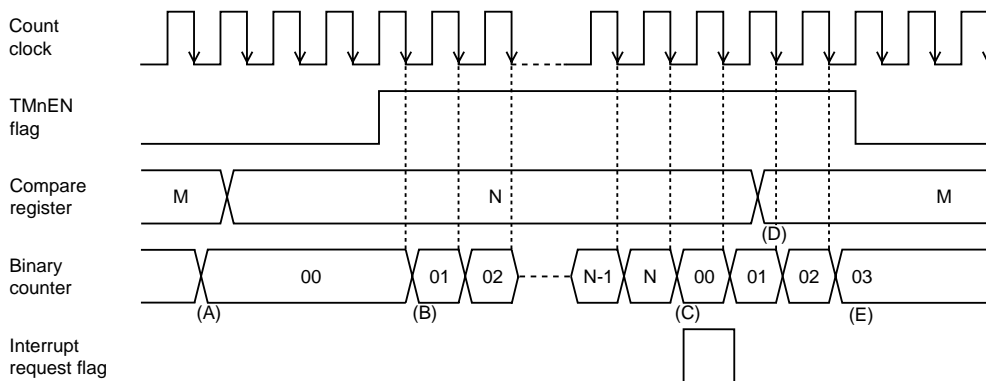 Count
clock
TMnEN
flag
Compare
register
M
N
M
(D)
Binary
counter
00
01
02
N-1
N
00
01
02
03
(A)
(B)
(C)
(E)
Interrupt
request flag